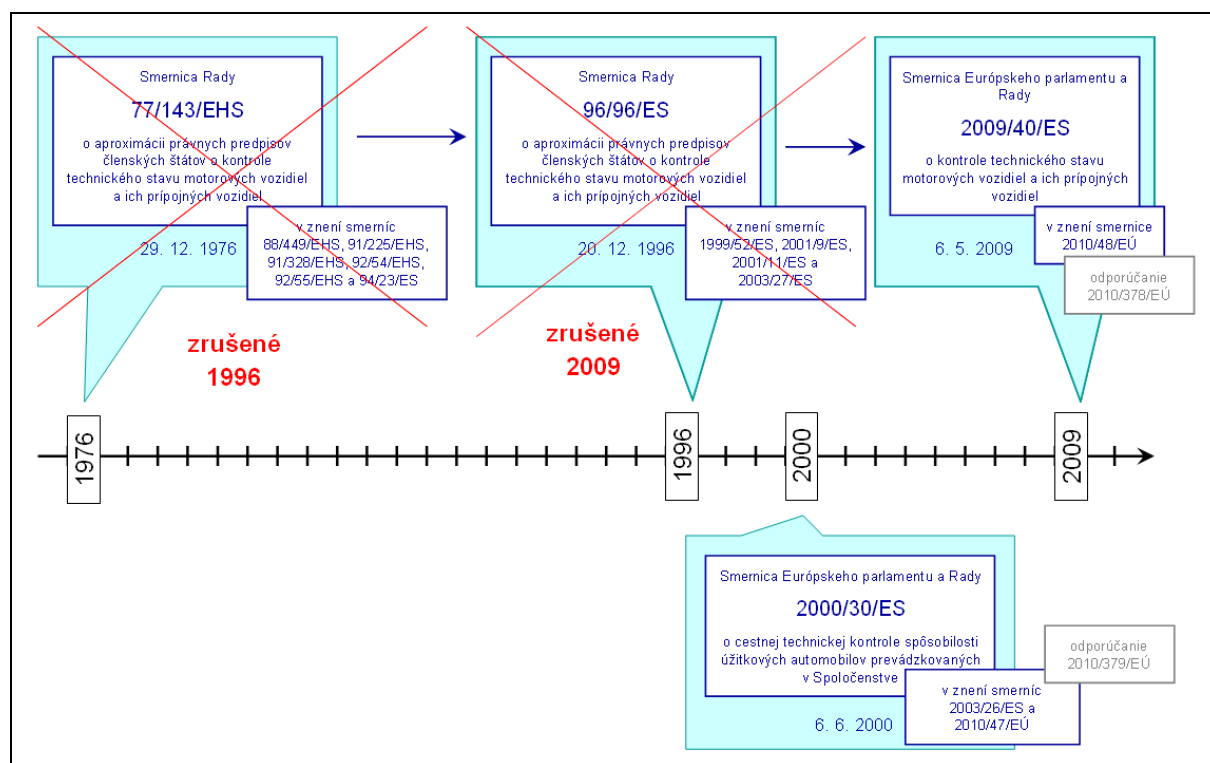 Smernica Rady
77/143/EHS
o aproximácii právnych predpisov
členských štátov o kontrole
technického stavu motorových vozidiel
a ich prípojných vozidiel
29. 12. 1976
v znení smerníc
88/449/EHS, 91/225/EHS,
91/328/EHS, 92/54/EHS,
92/55/EHS a 94/23/ES
zrušené
1996
Smernica Rady
96/96/ES
o aproximácii právnych predpisov
členských štátov o kontrole
technického stavu motorových vozidiel
a ich prípojných vozidiel
20. 12. 1996
v znení smerníc
1999/52/ES, 2001/9/ES,
2001/11/ES a
2003/27/ES
zrušené
2009
Smernica Európskeho parlamentu a
Rady
2009/40/ES
o kontrole technického stavu
motorových vozidiel a ich prípojných
vozidiel
6. 5. 2009
v znení smernice
2010/48/EÚ
odporúčanie
2010/378/EÚ
1976
1996
2000
2009
Smernica Európskeho parlamentu a Rady
2000/30/ES
o cestnej technickej kontrole spôsobilosti
úžitkových automobilov prevádzkovaných
v Spoločenstve
6. 6. 2000
v znení smerníc
2003/26/ES a
2010/47/EÚ
odporúčanie
2010/379/EÚ